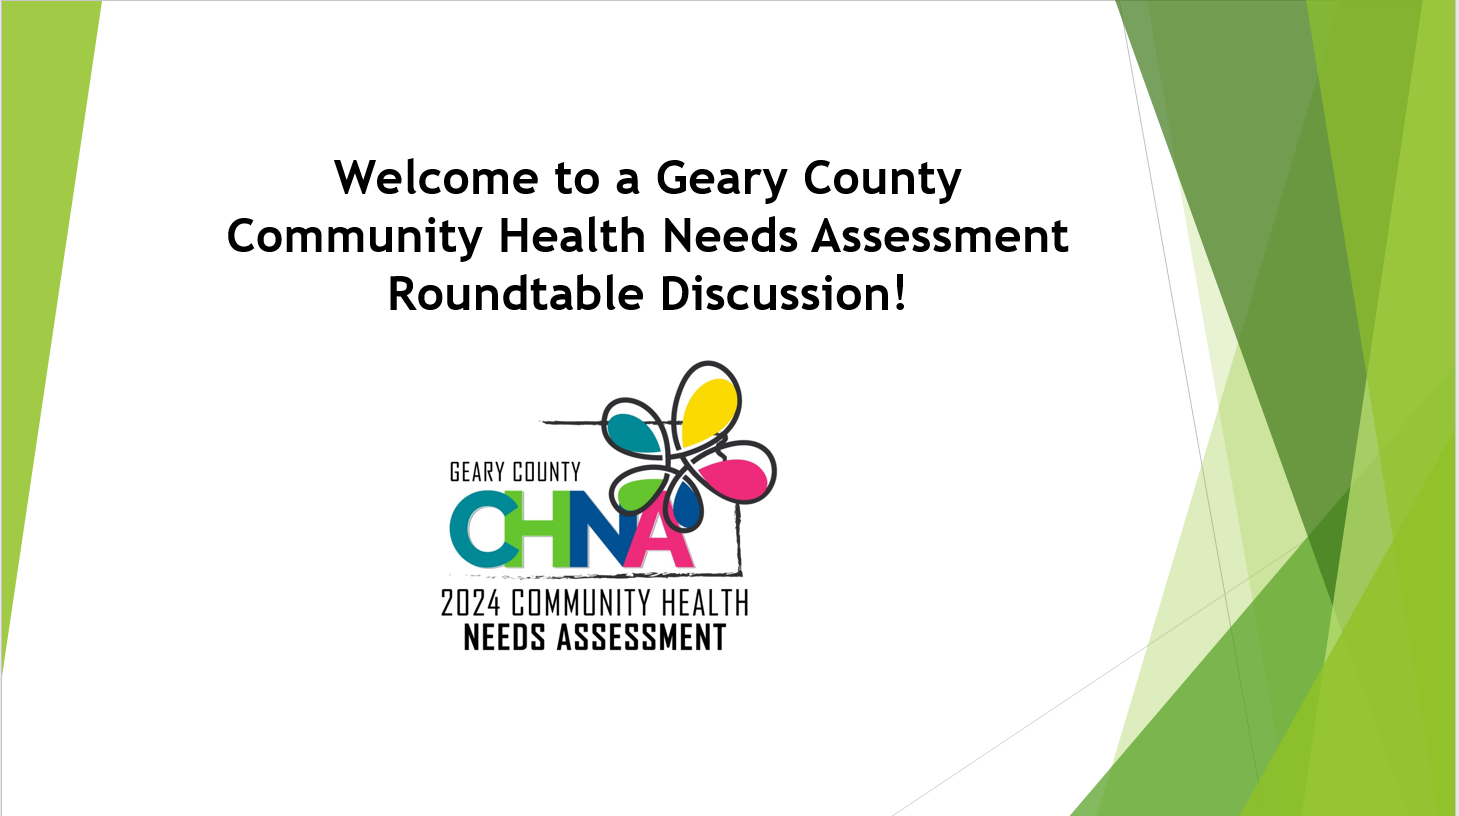 Welcome to a Geary County
Community Health Needs Assessment
Roundtable Discussion!
GEARY COUNTY
CHNA
2024 COMMUNITY HEALTH
NEEDS ASSESSMENT